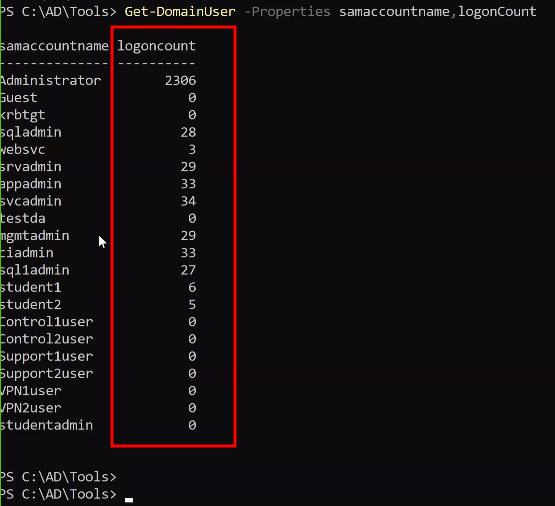 PS C:\AD\Tools> Get-DomainUser -Properties samaccountname,logonCount
samaccountname logoncount
-------------- ----------
Administrator 2306
Guest 0
krbtgt 0
sqladmin 28
websvc 3
srvadmin 29
appadmin 33
svcadmin 34
testda 0
mgmtadmin 29
ciadmin 33
sql1admin 27
student1 6
student2 5
Control1user 0
Control2user 0
Support1user 0
Support2user 0
VPN1user 0
VPN2user 0
studentadmin 0
PS C:\AD\Tools>
PS C:\AD\Tools>